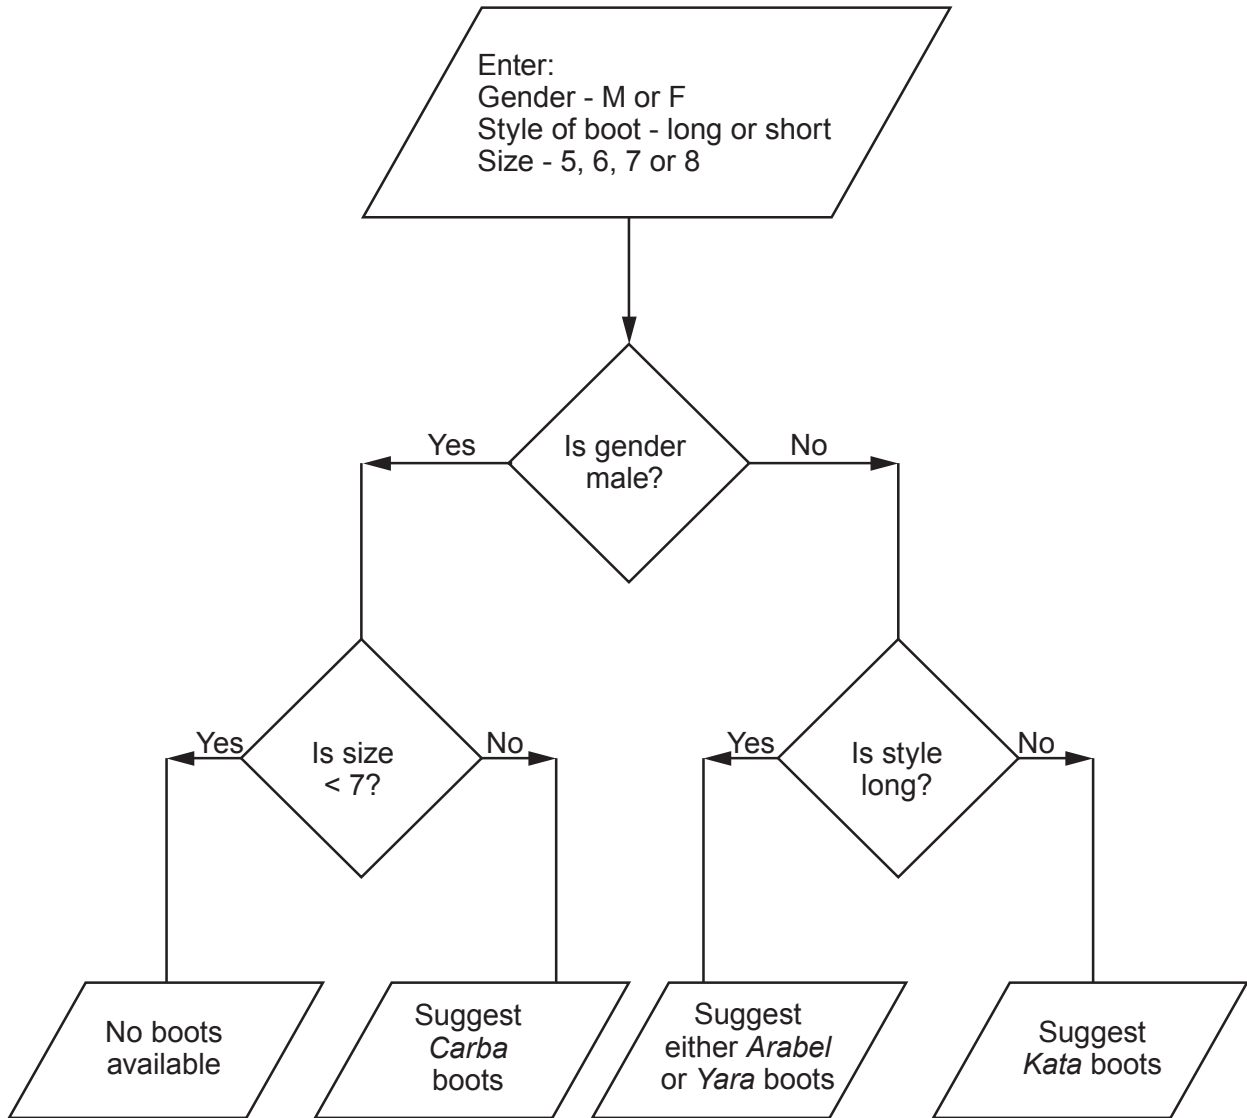 Enter:
Gender - M or F
Style of boot - long or short
Size - 5, 6, 7 or 8
Yes
Is gender
male?
No
Yes
Is size
< 7?
No
Yes
Is style
long?
No
No boots
available
Suggest
Carba
boots
Suggest
either Arabel
or Yara boots
Suggest
Kata boots